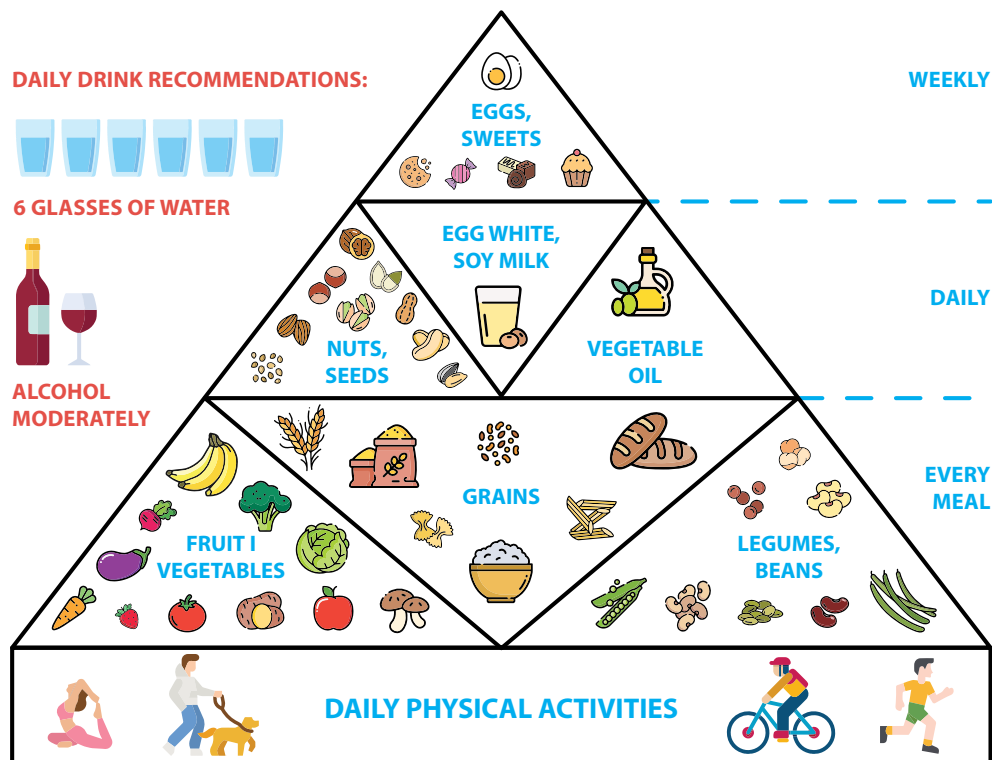 DAILY DRINK RECOMMENDATIONS:
6 GLASSES OF WATER
ALCOHOL
MODERATELY
EGGS,
SWEETS
WEEKLY
EGG WHITE,
SOY MILK
NUTS,
SEEDS
VEGETABLE
OIL
DAILY
GRAINS
FRUIT I
VEGETABLES
LEGUMES,
BEANS
EVERY
MEAL
DAILY PHYSICAL ACTIVITIES